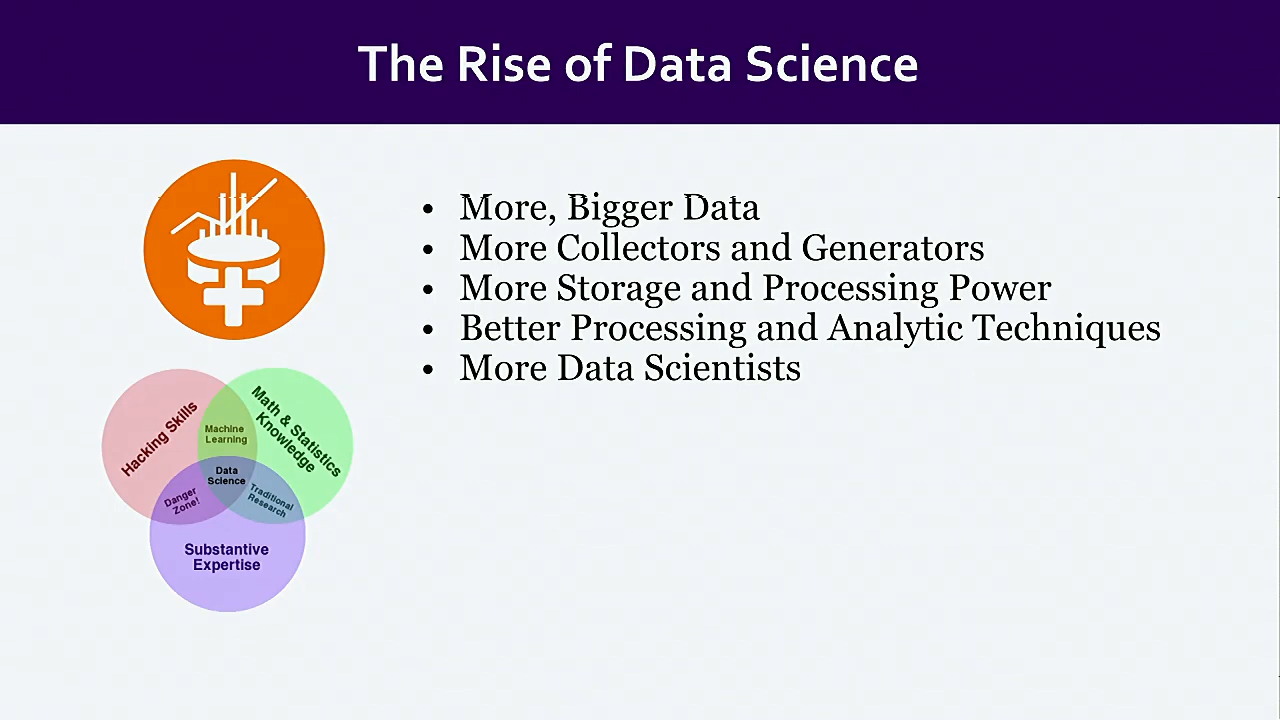 The Rise of Data Science
• More, Bigger Data
• More Collectors and Generators
• More Storage and Processing Power
• Better Processing and Analytic Techniques
• More Data Scientists
Hacking Skills
Math & Statistics
Knowledge
Machine
Learning
Data
Science
Danger
Zone!
Traditional
Research
Substantive
Expertise